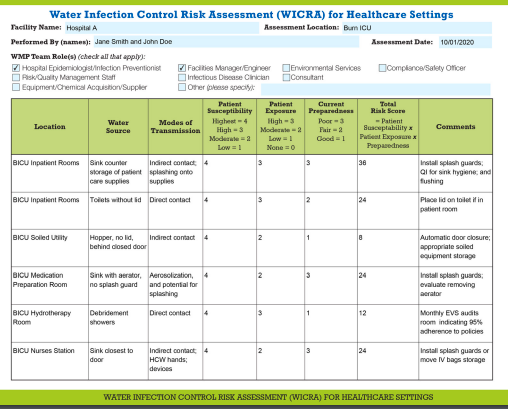 Water Infection Control Risk Assessment (WICRA) for Healthcare Settings
Facility Name: Hospital A Assessment Location: Burn ICU
Performed By (names): Jane Smith and John Doe Assessment Date: 10/01/2020
WMP Team Role(s) (check all that apply):
Hospital Epidemiologist/Infection Preventionist Facilities Manager/Engineer Environmental Services Compliance/Safety Officer
Risk/Quality Management Staff Infectious Disease Clinician Consultant
Equipment/Chemical Acquisition/Supplier Other (please specify):
Location Water Source Modes of Transmission Patient Susceptibility Highest = 4 High = 3 Moderate = 2 Low = 1 Patient Exposure High = 3 Moderate = 2 Low = 1 None = 0 Current Preparedness Poor = 3 Fair = 2 Good = 1 Total Risk Score = Patient Susceptability x Patient Exposure x Preparedness Comments
BICU Inpatient Rooms Sink counter storage of patient care supplies Indirect contact; splashing onto supplies 4 3 3 36 Install splash guards; QI for sink hygiene; and flushing
BICU Inpatient Rooms Toilets without lid Direct contact 4 3 2 24 Place lid on toilet if in patient room
BICU Soiled Utility Hopper, no lid, behind closed door Indirect contact 4 2 1 8 Automatic door closure; appropriate soiled equipment storage
BICU Medication Preparation Room Sink with aerator, no splash guard Aerosolization, and potential for splashing 4 2 3 24 Install splash guards; evaluate removing aerator
BICU Hydrotherapy Room Debridement showers Direct contact 4 3 1 12 Monthly EVS audits room indicating 95% adherence to policies
BICU Nurses Station Sink closest to door Indirect contact; HCW hands; devices 4 2 3 24 Install splash guards or move IV bags storage
WATER INFECTION CONTROL RISK ASSESSMENT (WICRA) FOR HEALTHCARE SETTINGS